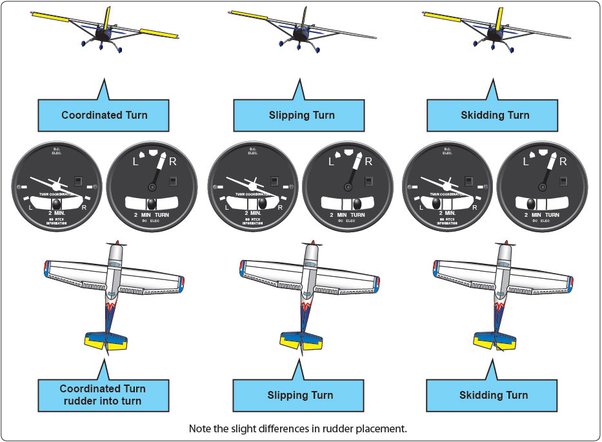 Coordinated Turn
Slipping Turn
Skidding Turn
D.C.
ELEC.
TURN COORDINATOR
L R
2 MIN.
NO PITCH
INFORMATION
L R
2 MIN TURN
DC ELEC
D.C.
ELEC.
TURN COORDINATOR
L R
2 MIN.
NO PITCH
INFORMATION
L R
2 MIN TURN
DC ELEC
D.C.
ELEC.
TURN COORDINATOR
L R
2 MIN.
NO PITCH
INFORMATION
L R
2 MIN TURN
DC ELEC
Coordinated Turn
rudder into turn
Slipping Turn
Skidding Turn
Note the slight differences in rudder placement.